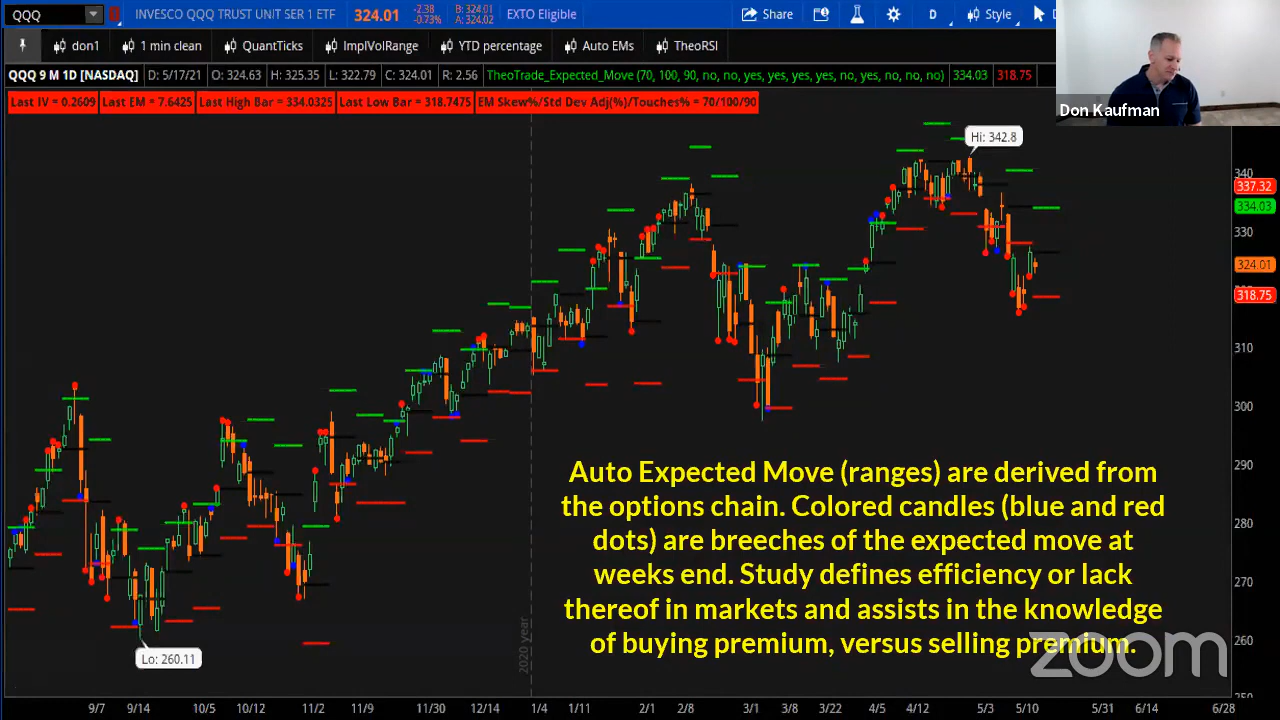 QQQ
INVESCO QQQ TRUST UNIT SER 1 ETF
324.01
-2.38
-0.73%
B: 324.01
A: 324.02
EXTO Eligible
Share
D
Style
don1
1 min clean
QuantTicks
ImplVolRange
YTD percentage
Auto EMs
TheoRSI
QQQ 9 M 1D [NASDAQ]
D: 5/17/21
O: 324.63
H: 325.35
L: 322.79
C: 324.01
R: 2.56
TheoTrade_Expected_Move (70, 100, 90, no, no, yes, yes, yes, yes, no, yes, no, no, no)
334.03
318.75
Last IV = 0.2609
Last EM = 7.6425
Last High Bar = 334.0325
Last Low Bar = 318.7475
EM Skew%/Std Dev Adj(%)/Touches% = 70/100/90
Don Kaufman
Hi: 342.8
340
337.32
334.03
330
324.01
318.75
310
300
290
280
270
260
Auto Expected Move (ranges) are derived from
the options chain. Colored candles (blue and red
dots) are breeches of the expected move at
weeks end. Study defines efficiency or lack
thereof in markets and assists in the knowledge
of buying premium, versus selling premium.
zoom
Lo: 260.11
2020 year
9/7
9/14
10/5
10/12
11/2
11/9
11/30
12/14
1/4
1/11
2/1
2/8
3/1
3/8
3/22
4/5
4/12
5/3
5/10
5/31
6/14
6/28